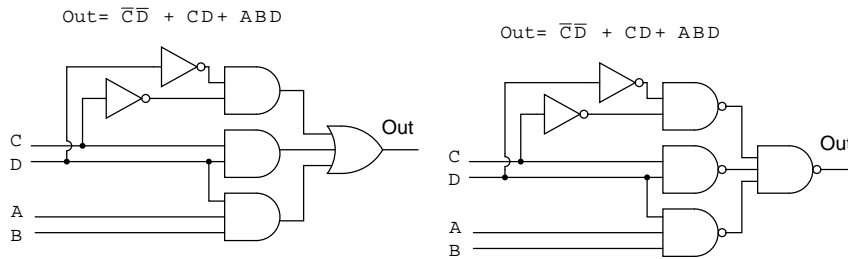 Out= C̅D̅ + CD+ ABD
Out
C
D
A
B
Out= C̅D̅ + CD+ ABD
Out
C
D
A
B